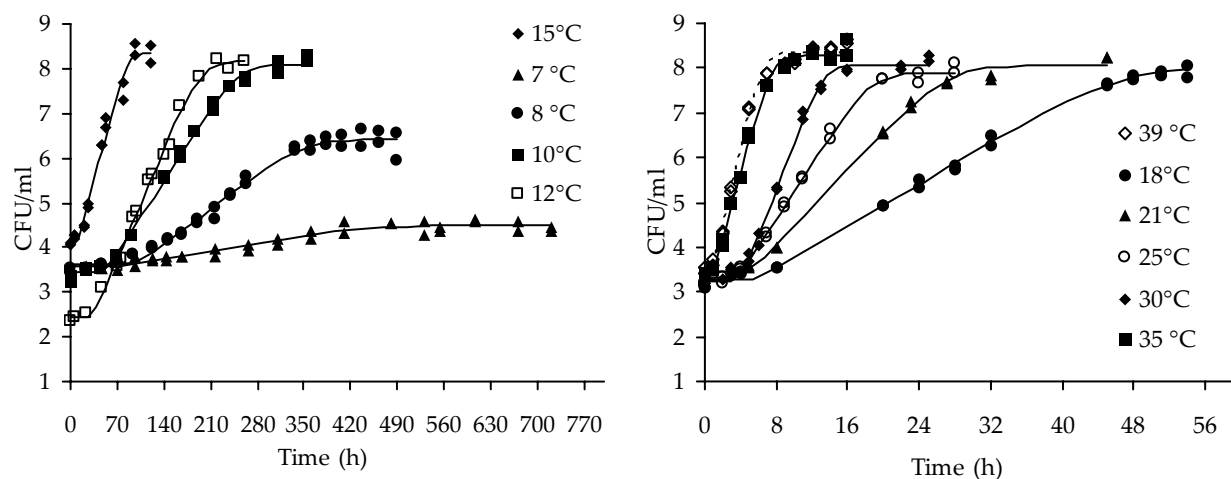 9
8
7
6
5
4
3
2
1
CFU/ml
0 70 140 210 280 350 420 490 560 630 700 770
Time (h)
15°C
7 °C
8 °C
10°C
12°C
9
8
7
6
5
4
3
2
1
CFU/ml
0 8 16 24 32 40 48 56
Time (h)
39 °C
18°C
21°C
25°C
30°C
35 °C